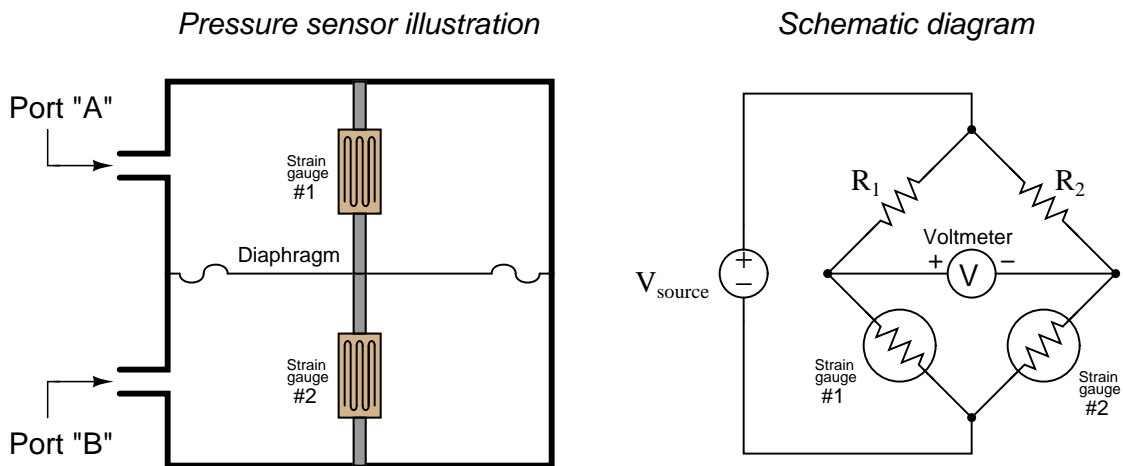 Pressure sensor illustration
Port "A"
Strain
gauge
#1
Diaphragm
Strain
gauge
#2
Port "B"
Schematic diagram
R1
R2
Voltmeter
+
−
V
+
−
Vsource
Strain
gauge
#1
Strain
gauge
#2